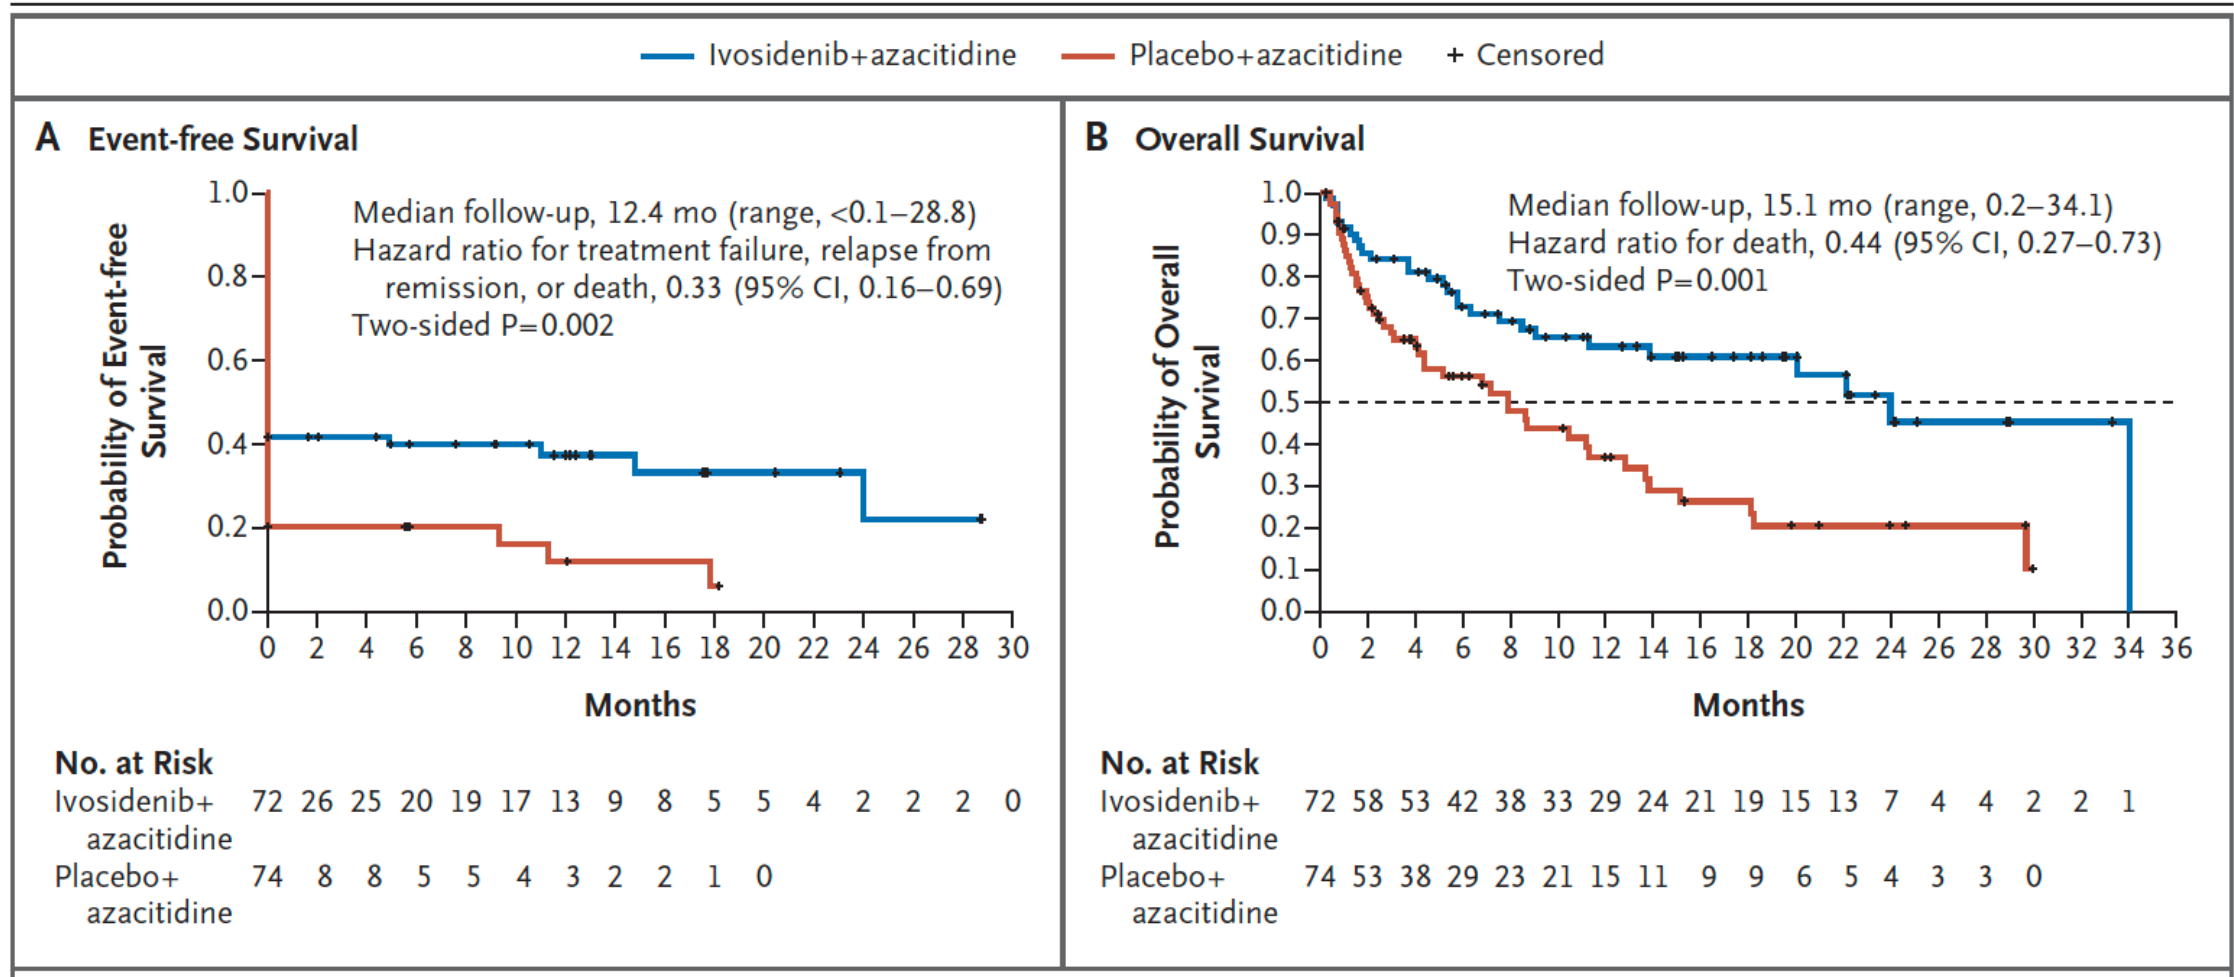 Ivosidenib+azacitidine Placebo+azacitidine + Censored
A Event-free Survival
Probability of Event-free
Survival
1.0
0.8
0.6
0.4
0.2
0.0
Median follow-up, 12.4 mo (range, <0.1–28.8)
Hazard ratio for treatment failure, relapse from
remission, or death, 0.33 (95% CI, 0.16–0.69)
Two-sided P=0.002
0 2 4 6 8 10 12 14 16 18 20 22 24 26 28 30
Months
No. at Risk
Ivosidenib+ 72 26 25 20 19 17 13 9 8 5 5 4 2 2 2 0
azacitidine
Placebo+ 74 8 8 5 5 4 3 2 2 1 0
azacitidine
B Overall Survival
Probability of Overall
Survival
1.0
0.9
0.8
0.7
0.6
0.5
0.4
0.3
0.2
0.1
0.0
Median follow-up, 15.1 mo (range, 0.2–34.1)
Hazard ratio for death, 0.44 (95% CI, 0.27–0.73)
Two-sided P=0.001
0 2 4 6 8 10 12 14 16 18 20 22 24 26 28 30 32 34 36
Months
No. at Risk
Ivosidenib+ 72 58 53 42 38 33 29 24 21 19 15 13 7 4 4 2 2 1
azacitidine
Placebo+ 74 53 38 29 23 21 15 11 9 9 6 5 4 3 3 0
azacitidine